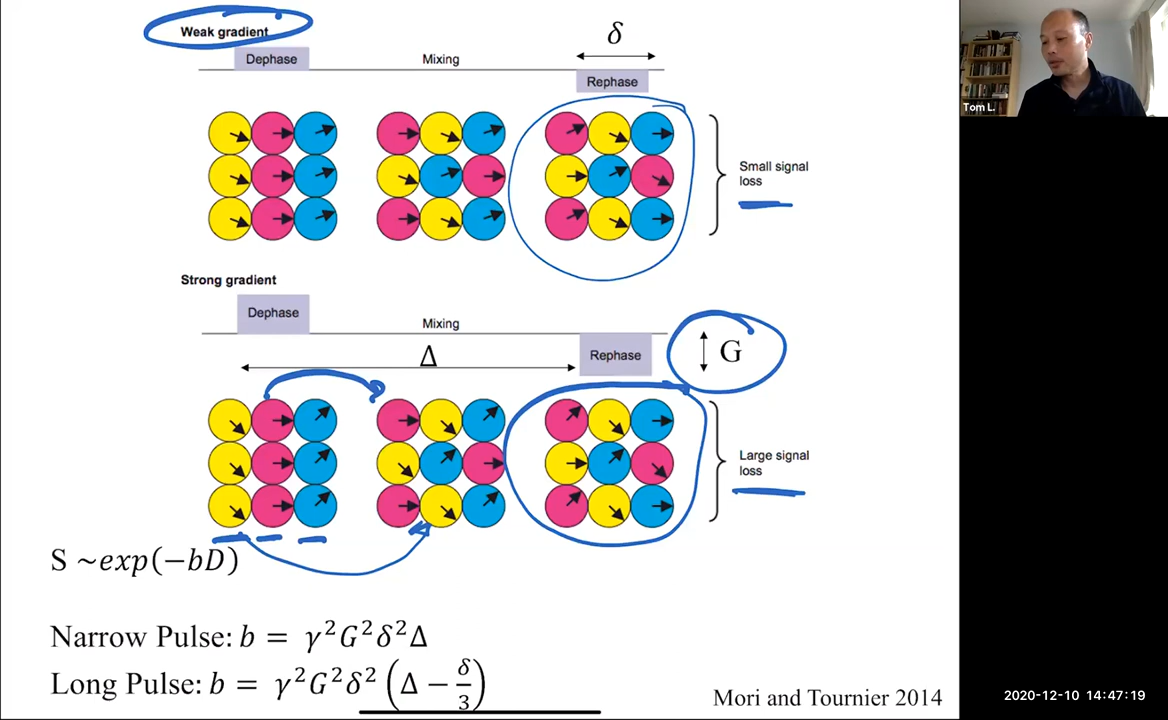 Weak gradient
Dephase
Mixing
δ
Rephase
Small signal
loss
Strong gradient
Dephase
Mixing
Δ
Rephase
G
Large signal
loss
S ~exp(−bD)
Narrow Pulse: b = γ²G²δ²Δ
Long Pulse: b = γ²G²δ² (Δ − δ/3)
Mori and Tournier 2014
Tom L.
2020-12-10 14:47:19